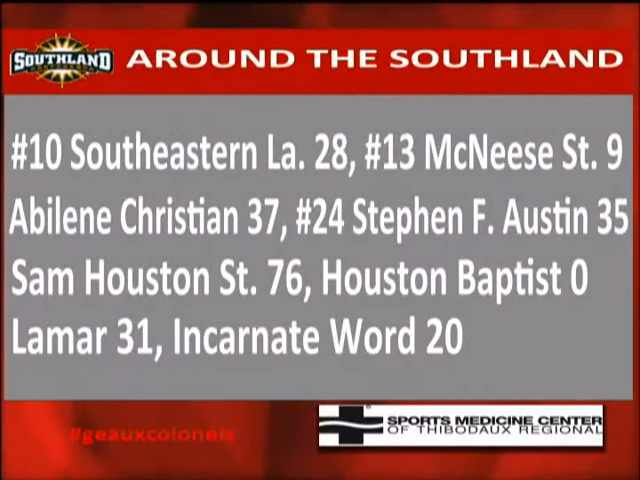 SOUTHLAND
AROUND THE SOUTHLAND
#10 Southeastern La. 28, #13 McNeese St. 9
Abilene Christian 37, #24 Stephen F. Austin 35
Sam Houston St. 76, Houston Baptist 0
Lamar 31, Incarnate Word 20
#geauxcolonels
SPORTS MEDICINE CENTER
OF THIBODAUX REGIONAL